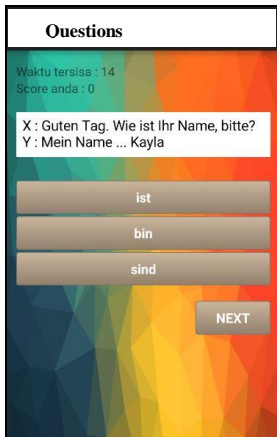 Questions
Waktu tersisa : 14
Score anda : 0
X : Guten Tag. Wie ist Ihr Name, bitte?
Y : Mein Name ... Kayla
ist
bin
sind
NEXT